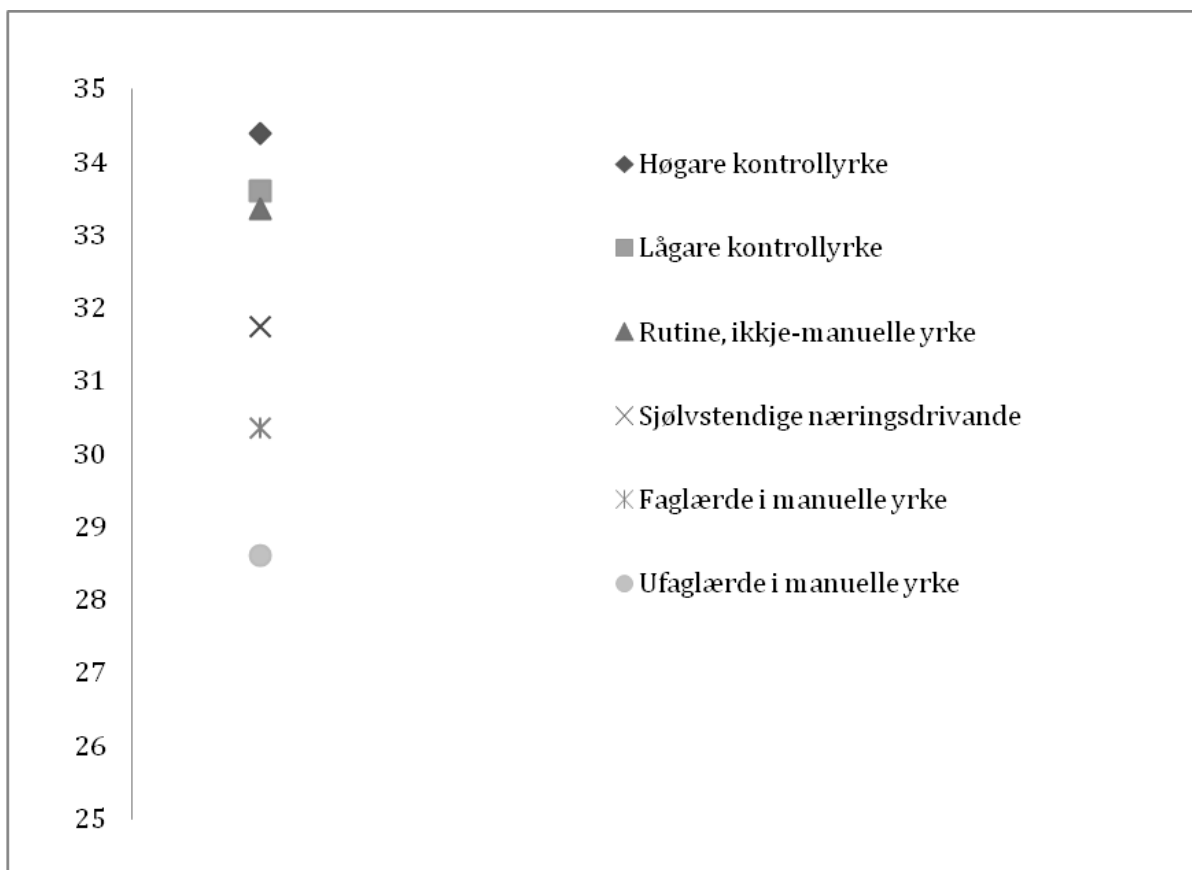 35
34
33
32
31
30
29
28
27
26
25
Høgare kontrollyrke
Lågare kontrollyrke
Rutine, ikkje-manuelle yrke
Sjølvstendige næringsdrivande
Faglærde i manuelle yrke
Ufaglærde i manuelle yrke